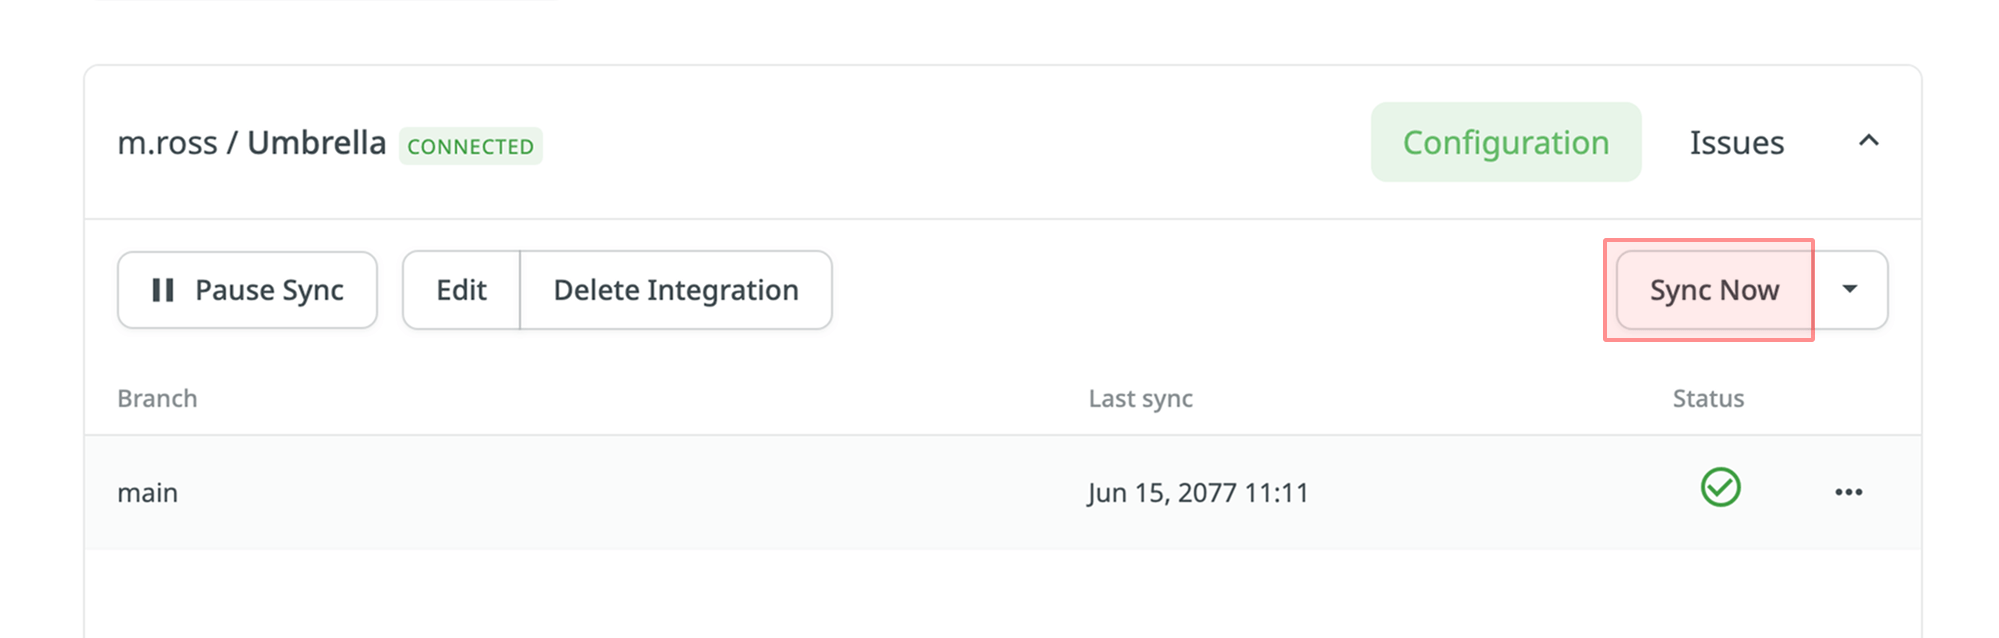 m.ross / Umbrella CONNECTED Configuration Issues
Pause Sync Edit Delete Integration Sync Now
Branch Last sync Status
main Jun 15, 2077 11:11